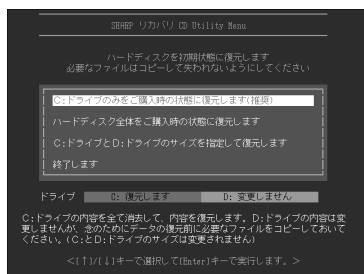 SHARP リカバリ CD Utility Menu
ハードディスクを初期状態に復元します
必要なファイルはコピーして失われないようにしてください
C:ドライブのみをご購入時の状態に復元します(推奨)
ハードディスク全体をご購入時の状態に復元します
C:ドライブとD:ドライブのサイズを指定して復元します
終了します
ドライブ C: 復元します D: 変更しません
C:ドライブの内容を全て消去して、内容を復元します。D:ドライブの内容は変
更しませんが、念のためにデータの復元前に必要なファイルをコピーしておいて
ください。(C:とD:ドライブのサイズは変更されません)
<[↑]/[↓]キーで選択して[Enter]キーで実行します。>